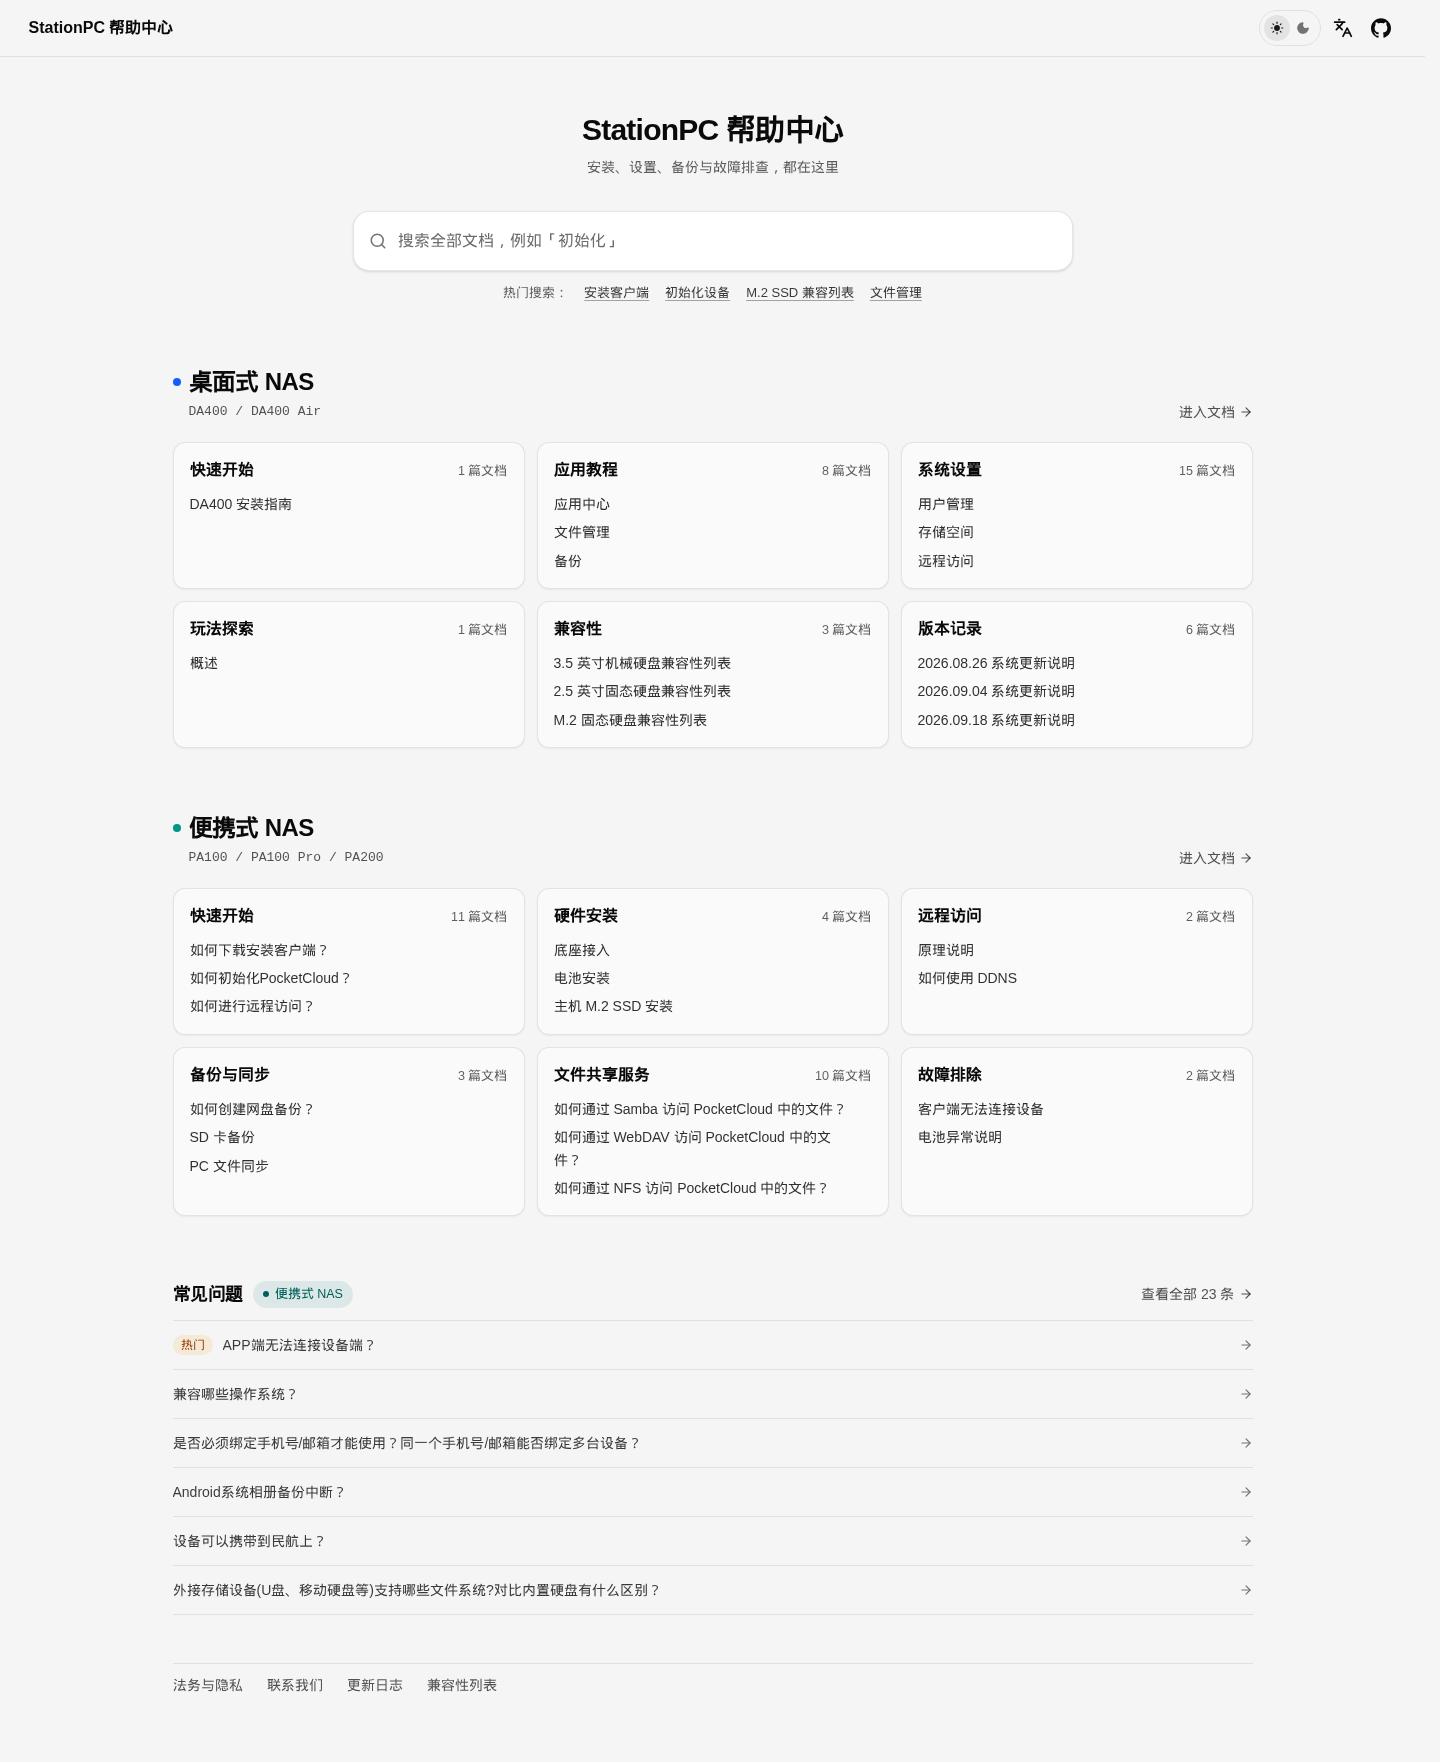 StationPC 帮助中心
StationPC 帮助中心
安装、设置、备份与故障排查，都在这里
搜索全部文档，例如「初始化」
热门搜索： 安装客户端 初始化设备 M.2 SSD 兼容列表 文件管理
桌面式 NAS
DA400 / DA400 Air
进入文档
快速开始 1 篇文档
DA400 安装指南
应用教程 8 篇文档
应用中心
文件管理
备份
系统设置 15 篇文档
用户管理
存储空间
远程访问
玩法探索 1 篇文档
概述
兼容性 3 篇文档
3.5 英寸机械硬盘兼容性列表
2.5 英寸固态硬盘兼容性列表
M.2 固态硬盘兼容性列表
版本记录 6 篇文档
2026.08.26 系统更新说明
2026.09.04 系统更新说明
2026.09.18 系统更新说明
便携式 NAS
PA100 / PA100 Pro / PA200
进入文档
快速开始 11 篇文档
如何下载安装客户端？
如何初始化PocketCloud？
如何进行远程访问？
硬件安装 4 篇文档
底座接入
电池安装
主机 M.2 SSD 安装
远程访问 2 篇文档
原理说明
如何使用 DDNS
备份与同步 3 篇文档
如何创建网盘备份？
SD 卡备份
PC 文件同步
文件共享服务 10 篇文档
如何通过 Samba 访问 PocketCloud 中的文件？
如何通过 WebDAV 访问 PocketCloud 中的文
件？
如何通过 NFS 访问 PocketCloud 中的文件？
故障排除 2 篇文档
客户端无法连接设备
电池异常说明
常见问题 便携式 NAS 查看全部 23 条
热门 APP端无法连接设备端？
兼容哪些操作系统？
是否必须绑定手机号/邮箱才能使用？同一个手机号/邮箱能否绑定多台设备？
Android系统相册备份中断？
设备可以携带到民航上？
外接存储设备(U盘、移动硬盘等)支持哪些文件系统?对比内置硬盘有什么区别？
法务与隐私 联系我们 更新日志 兼容性列表